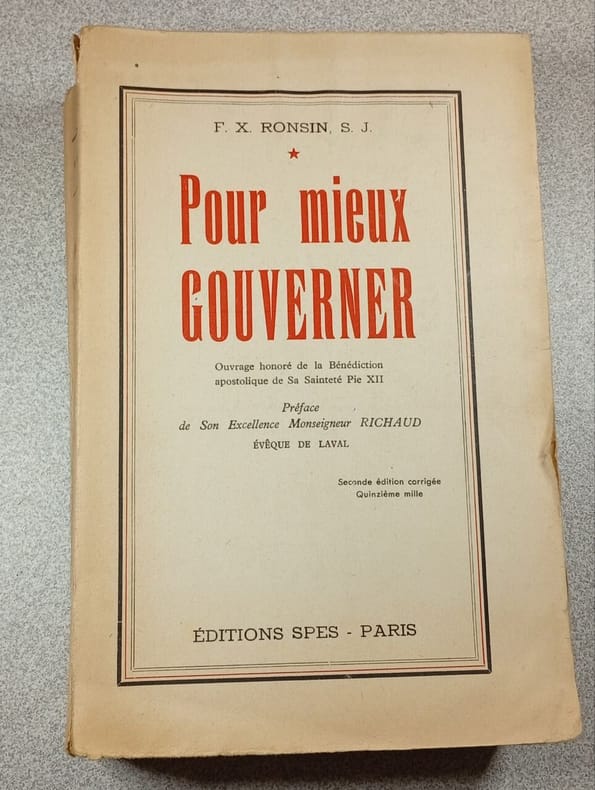 F. X. RONSIN, S. J.
★
Pour mieux
GOUVERNER
Ouvrage honoré de la Bénédiction
apostolique de Sa Sainteté Pie XII
Préface
de Son Excellence Monseigneur RICHAUD
ÉVÊQUE DE LAVAL
Seconde édition corrigée
Quinzième mille
ÉDITIONS SPES - PARIS